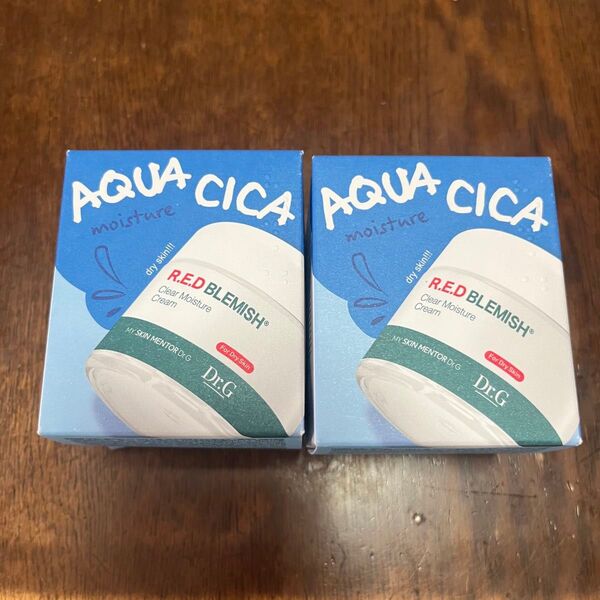 AQUA CICA
moisture
dry skin!!!
R.E.D BLEMISH®
Clear Moisture
Cream
For Dry Skin
MY SKIN MENTOR Dr.G
Dr.G
AQUA CICA
moisture
dry skin!!!
R.E.D BLEMISH®
Clear Moisture
Cream
For Dry Skin
MY SKIN MENTOR Dr.G
Dr.G